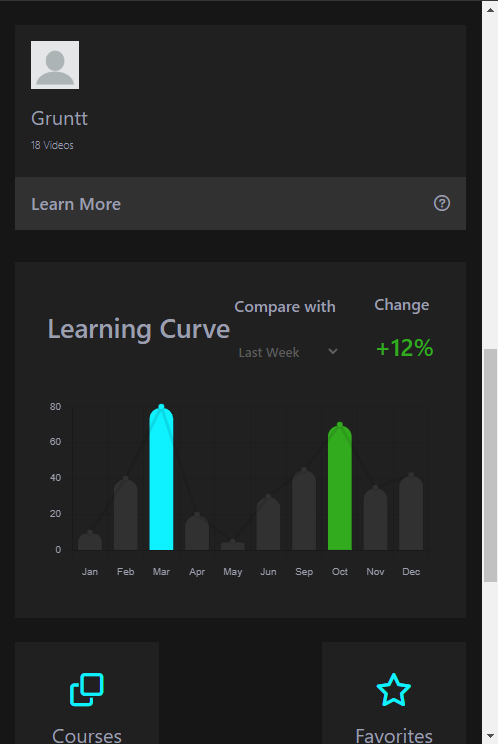 Gruntt
18 Videos
Learn More
Compare with
Change
Learning Curve
Last Week
+12%
80
60
40
20
0
Jan Feb Mar Apr May Jun Sep Oct Nov Dec
Courses
Favorites